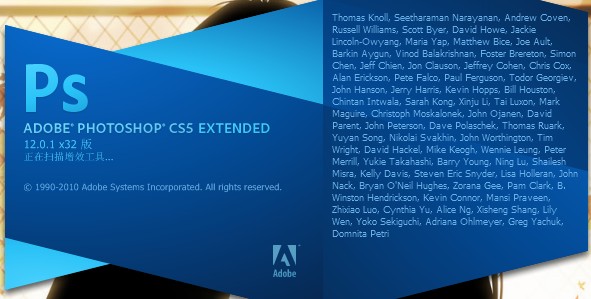 Ps
ADOBE® PHOTOSHOP® CS5 EXTENDED
12.0.1 x32 版
正在扫描增效工具...
© 1990-2010 Adobe Systems Incorporated. All rights reserved.
Adobe
Thomas Knoll, Seetharaman Narayanan, Andrew Coven,
Russell Williams, Scott Byer, David Howe, Jackie
Lincoln-Owyang, Maria Yap, Matthew Bice, Joe Ault,
Barkin Aygun, Vinod Balakrishnan, Foster Brereton, Simon
Chen, Jeff Chien, Jon Clauson, Jeffrey Cohen, Chris Cox,
Alan Erickson, Pete Falco, Paul Ferguson, Todor Georgiev,
John Hanson, Jerry Harris, Kevin Hopps, Bill Houston,
Chintan Intwala, Sarah Kong, Xinju Li, Tai Luxon, Mark
Maguire, Christoph Moskalonek, John Ojanen, David
Parent, John Peterson, Dave Polaschek, Thomas Ruark,
Yuyan Song, Nikolai Svakhin, John Worthington, Tim
Wright, David Hackel, Mike Keogh, Wennie Leung, Peter
Merrill, Yukie Takahashi, Barry Young, Ning Lu, Shailesh
Misra, Kelly Davis, Steven Eric Snyder, Lisa Holleran, John
Nack, Bryan O'Neil Hughes, Zorana Gee, Pam Clark, B.
Winston Hendrickson, Kevin Connor, Mansi Praveen,
Zhixiao Luo, Cynthia Yu, Alice Ng, Xisheng Shang, Lily
Wen, Yoko Sekiguchi, Adriana Ohlmeyer, Greg Yachuk,
Domnita Petri